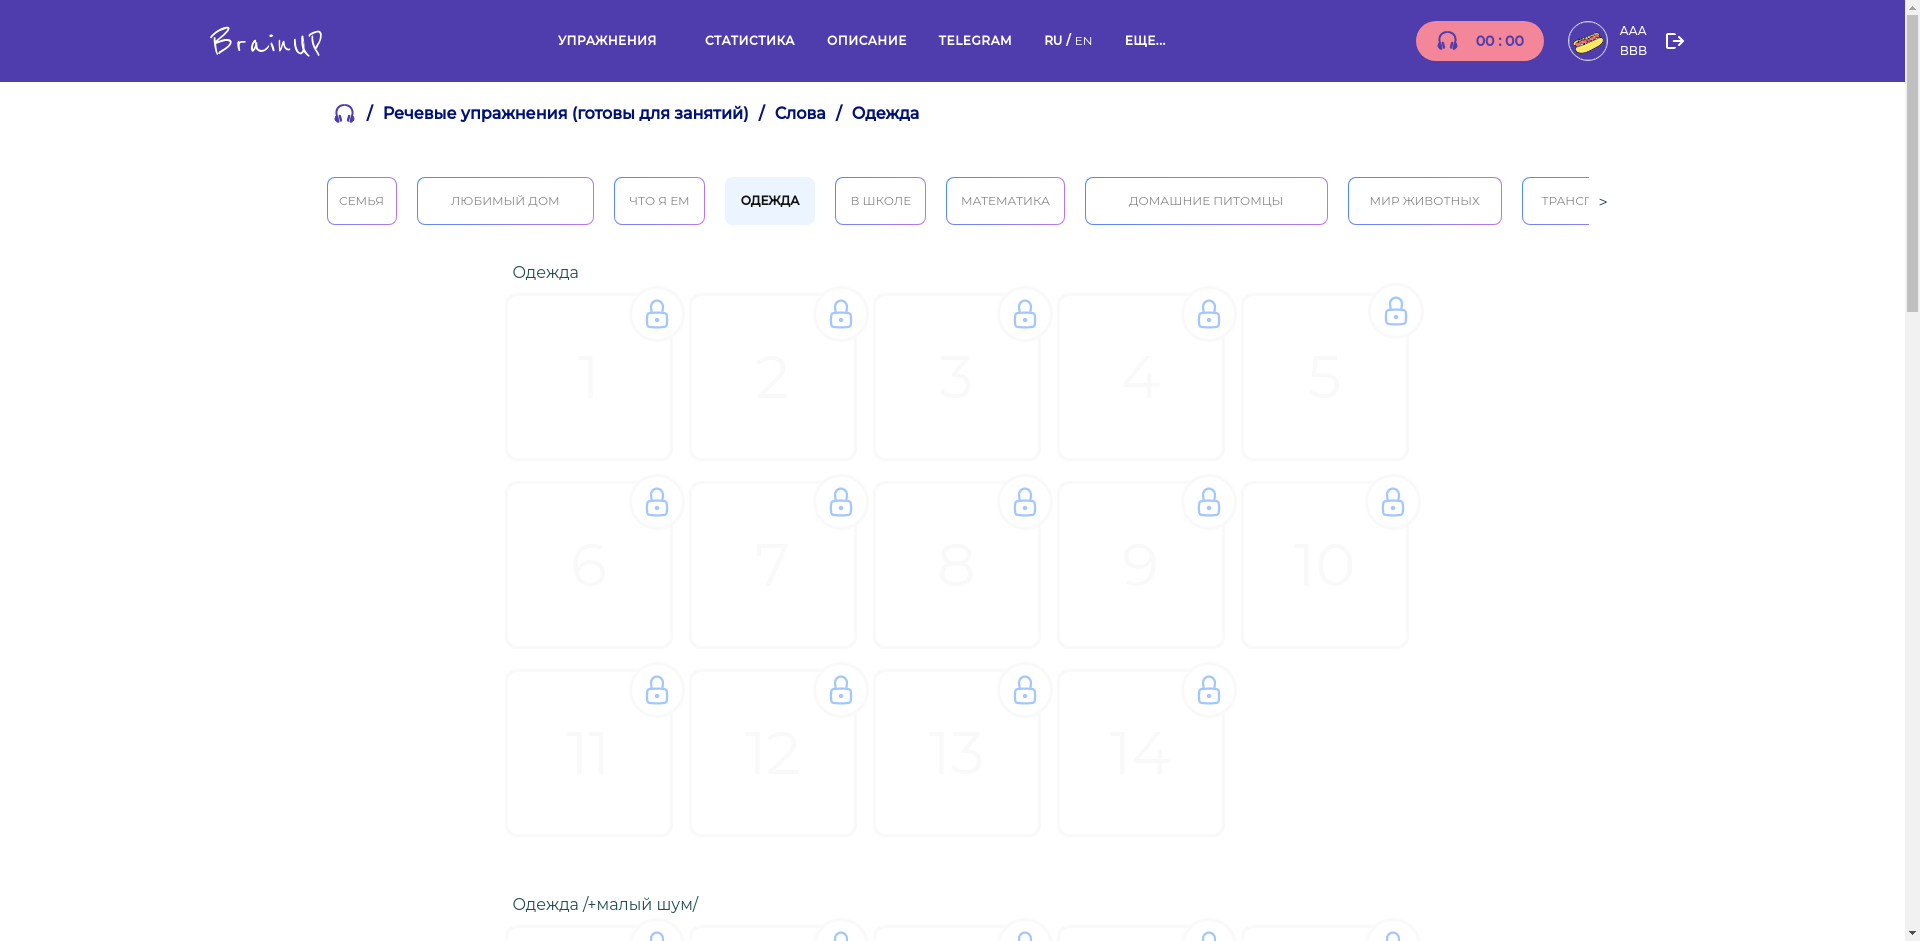 BrainUP
УПРАЖНЕНИЯ СТАТИСТИКА ОПИСАНИЕ TELEGRAM RU / EN ЕЩЕ...
00 : 00
AAA
BBB
/ Речевые упражнения (готовы для занятий) / Слова / Одежда
СЕМЬЯ ЛЮБИМЫЙ ДОМ ЧТО Я ЕМ ОДЕЖДА В ШКОЛЕ МАТЕМАТИКА ДОМАШНИЕ ПИТОМЦЫ МИР ЖИВОТНЫХ >
Одежда
1 2 3 4 5
6 7 8 9 10
11 12 13 14
Одежда /+малый шум/